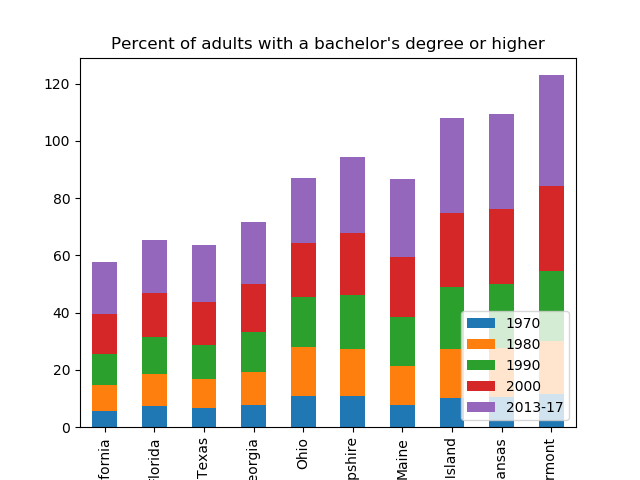 Percent of adults with a bachelor's degree or higher
120
100
80
60
40
20
0
1970
1980
1990
2000
2013-17
fornia
lorida
Texas
eorgia
Ohio
pshire
Maine
Island
ansas
rmont